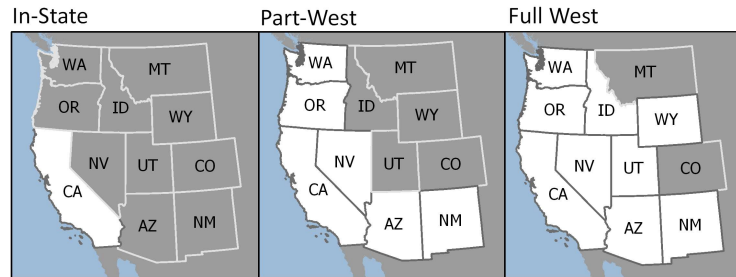 In-State
WA
MT
OR
ID
WY
NV
UT
CO
CA
AZ
NM
Part-West
WA
MT
OR
ID
WY
NV
UT
CO
CA
AZ
NM
Full West
WA
MT
OR
ID
WY
NV
UT
CO
CA
AZ
NM